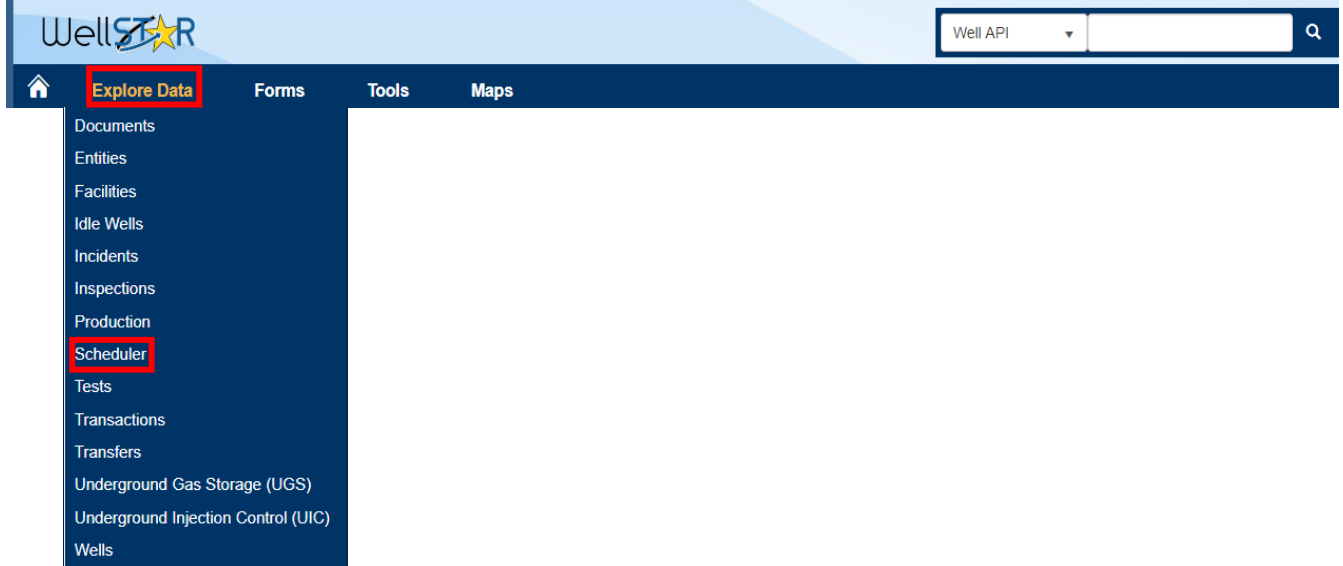 WellSTAR
Well API
Explore Data Forms Tools Maps
Documents
Entities
Facilities
Idle Wells
Incidents
Inspections
Production
Scheduler
Tests
Transactions
Transfers
Underground Gas Storage (UGS)
Underground Injection Control (UIC)
Wells